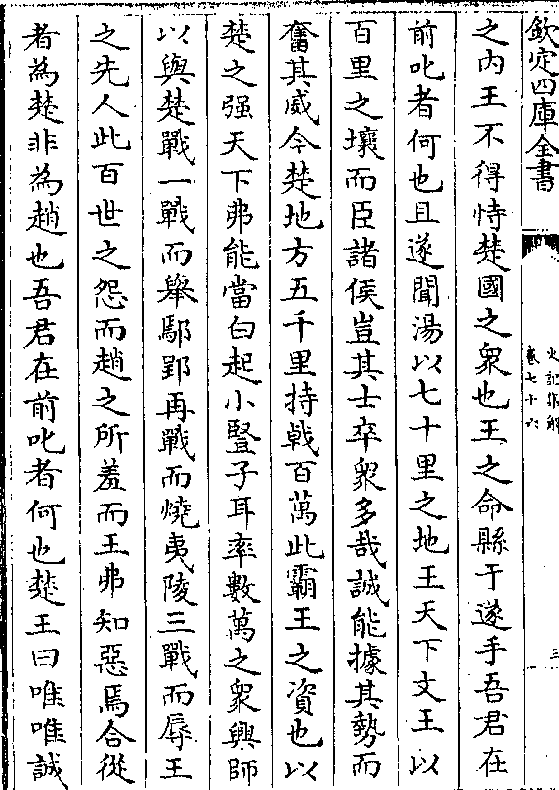 欽定四庫全書
史記集解
卷七十六
三
之内王不得恃楚國之衆也王之命縣于遂手吾君在
前叱者何也且遂聞湯以七十里之地王天下文王以
百里之壤而臣諸侯豈其士卒衆多哉誠能據其勢而
奮其威今楚地方五千里持戟百萬此霸王之資也以
楚之强天下弗能當白起小豎子耳率數萬之衆興師
以與楚戰一戰而舉鄢郢再戰而燒夷陵三戰而辱王
之先人此百世之怨而趙之所羞而王弗知惡焉合從
者為楚非為趙也吾君在前叱者何也楚王曰唯唯誠